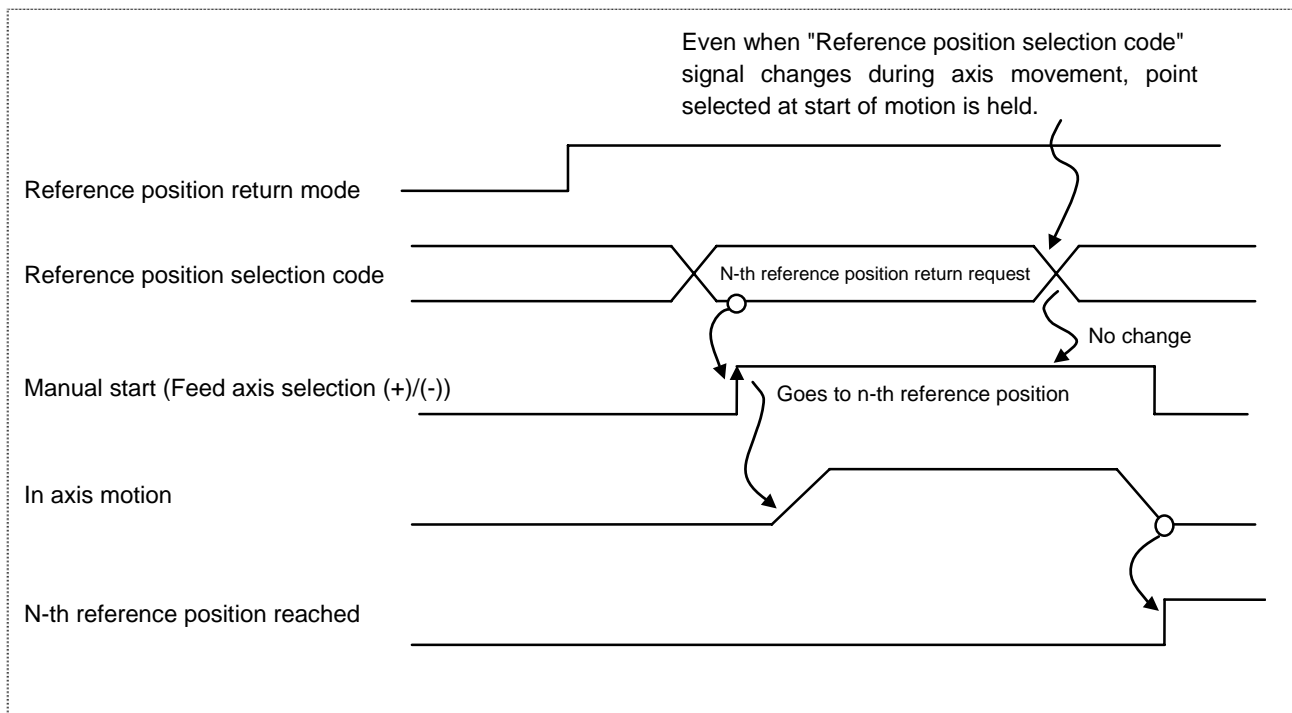 Even when "Reference position selection code"
signal changes during axis movement, point
selected at start of motion is held.
Reference position return mode
Reference position selection code
N-th reference position return request
No change
Manual start (Feed axis selection (+)/(-))
Goes to n-th reference position
In axis motion
N-th reference position reached